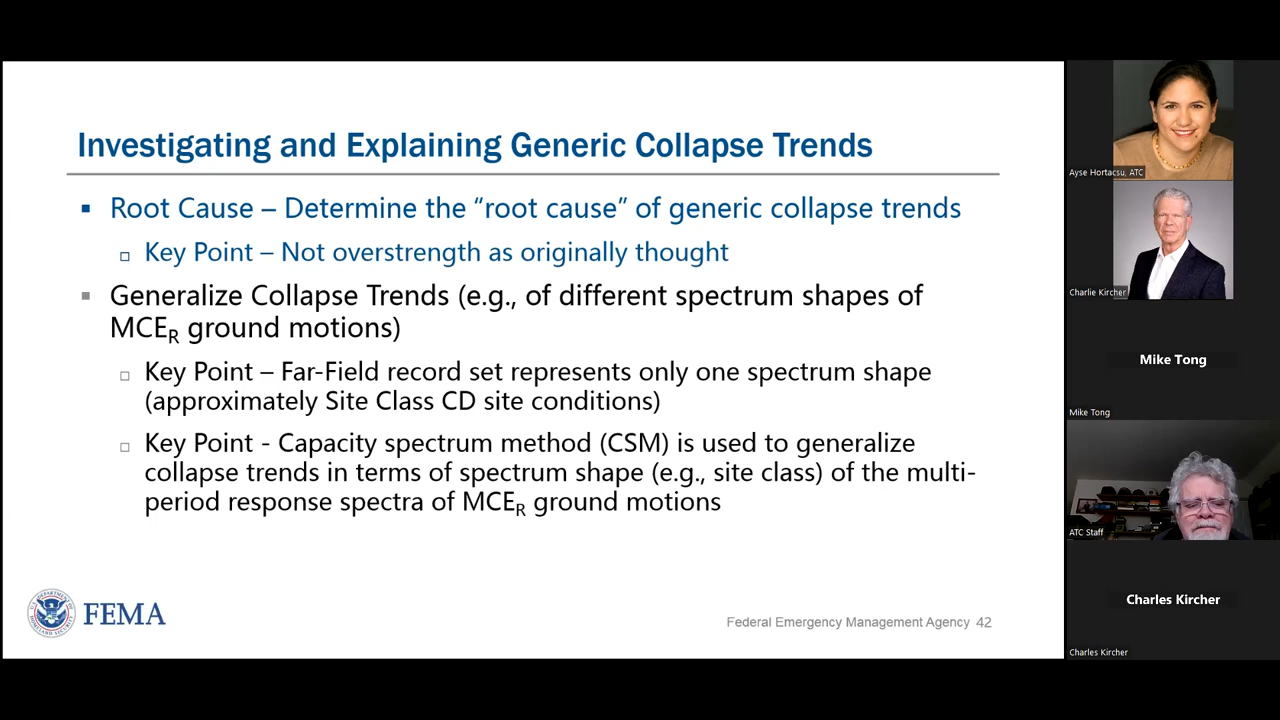 Investigating and Explaining Generic Collapse Trends
▪ Root Cause – Determine the “root cause” of generic collapse trends
□ Key Point – Not overstrength as originally thought
▪ Generalize Collapse Trends (e.g., of different spectrum shapes of
MCER ground motions)
□ Key Point – Far-Field record set represents only one spectrum shape
(approximately Site Class CD site conditions)
□ Key Point - Capacity spectrum method (CSM) is used to generalize
collapse trends in terms of spectrum shape (e.g., site class) of the multi-
period response spectra of MCER ground motions
FEMA
Federal Emergency Management Agency 42
Ayse Hortacsu, ATC
Charlie Kircher
Mike Tong
Mike Tong
ATC Staff
Charles Kircher
Charles Kircher